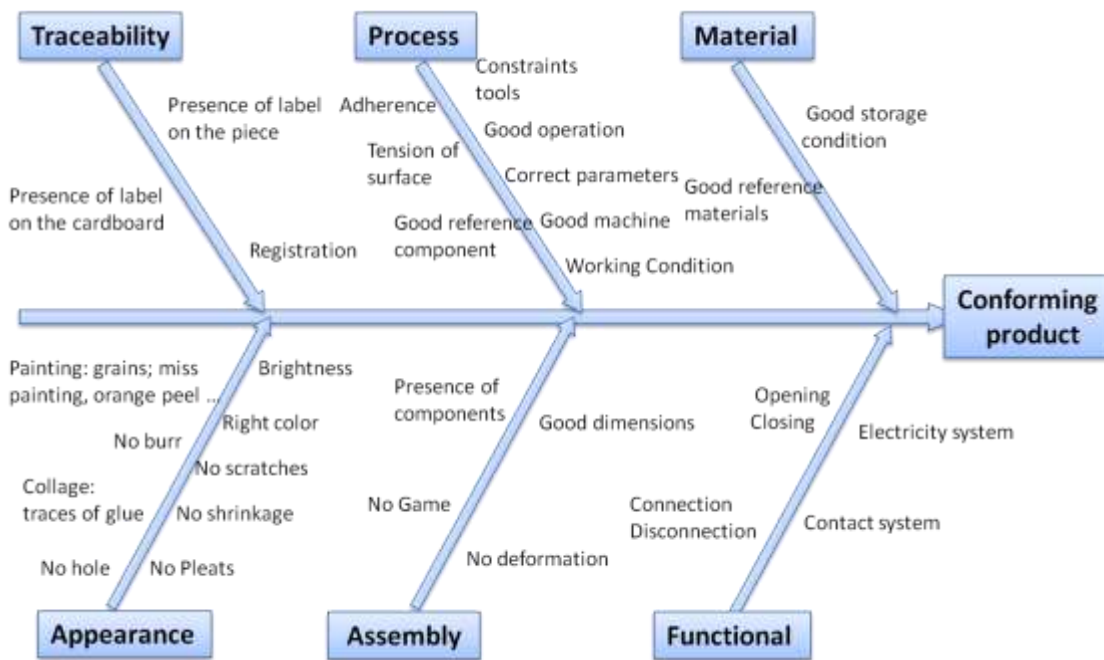 Traceability
Process
Material
Constraints
tools
Presence of label
on the piece
Adherence
Good operation
Good storage
condition
Tension of
surface
Correct parameters
Good reference
materials
Presence of label
on the cardboard
Good reference
component
Good machine
Registration
Working Condition
Conforming
product
Painting: grains; miss
painting, orange peel ...
Brightness
Presence of
components
Opening
Closing
Right color
Good dimensions
Electricity system
No burr
No scratches
Collage:
traces of glue
No shrinkage
No Game
Connection
Disconnection
Contact system
No hole
No Pleats
No deformation
Appearance
Assembly
Functional